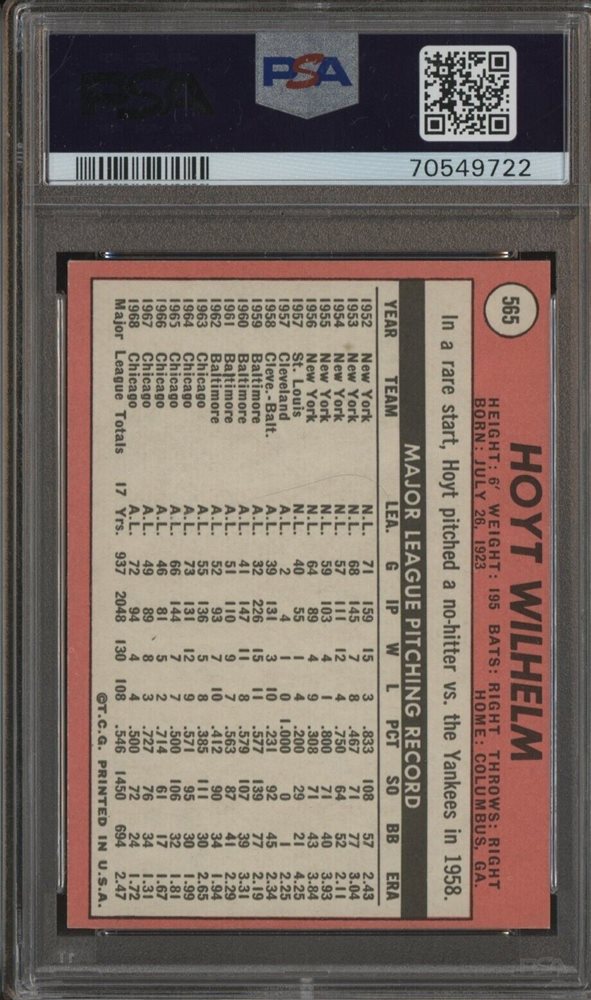 PSA
PSA
70549722
565
HOYT WILHELM
HEIGHT: 6' WEIGHT: 195 BATS: RIGHT THROWS: RIGHT
BORN: JULY 26, 1923 HOME: COLUMBUS, GA.
In a rare start, Hoyt pitched a no-hitter vs. the Yankees in 1958.
MAJOR LEAGUE PITCHING RECORD
YEAR TEAM LEA. G IP W L PCT SO BB ERA
1952 New York N.L. 71 159 15 3 .833 108 57 2.43
1953 New York N.L. 68 145 7 8 .467 71 77 3.04
1954 New York N.L. 57 111 12 4 .750 64 52 2.11
1955 New York N.L. 59 103 4 1 .800 71 40 3.93
1956 New York N.L. 64 89 4 9 .308 71 43 3.84
1957 St. Louis N.L. 40 55 1 4 .200 29 21 4.25
1957 Cleveland A.L. 2 4 1 0 1.000 0 1 2.25
1958 Cleve.-Balt. A.L. 39 131 3 10 .231 92 45 2.34
1959 Baltimore A.L. 32 226 15 11 .577 139 77 2.19
1960 Baltimore A.L. 41 147 11 8 .579 107 39 3.31
1961 Baltimore A.L. 51 110 9 7 .563 87 41 2.29
1962 Baltimore A.L. 52 93 7 10 .412 90 34 1.94
1963 Chicago A.L. 55 136 5 8 .385 111 30 2.65
1964 Chicago A.L. 73 131 12 9 .571 95 30 1.99
1965 Chicago A.L. 66 144 7 7 .500 106 32 1.81
1966 Chicago A.L. 46 81 5 2 .714 61 17 1.67
1967 Chicago A.L. 49 89 8 3 .727 76 34 1.31
1968 Chicago A.L. 72 94 4 4 .500 72 24 1.72
Major League Totals 17 Yrs. 937 2048 130 108 .546 1450 694 2.47
©T.C.G. PRINTED IN U.S.A.
PSA